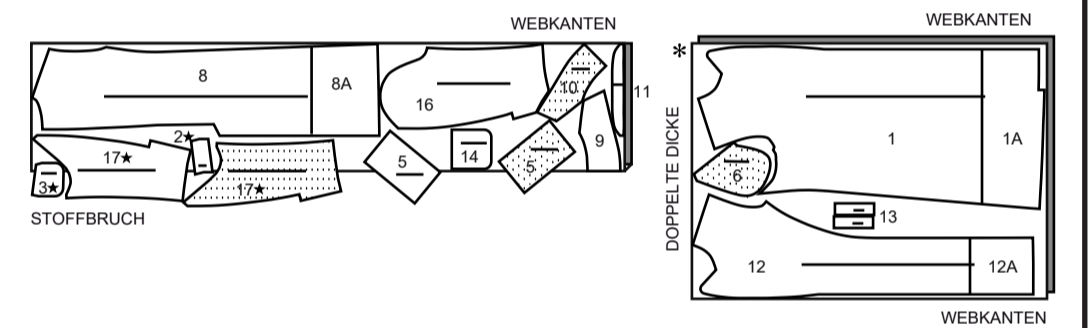 WEBKANTEN
8
8A
16
10
11
9
2★
17★
3★
17★
5
14
5
STOFFBRUCH
WEBKANTEN
*
DOPPELTE DICKE
1
1A
6
13
12
12A
WEBKANTEN